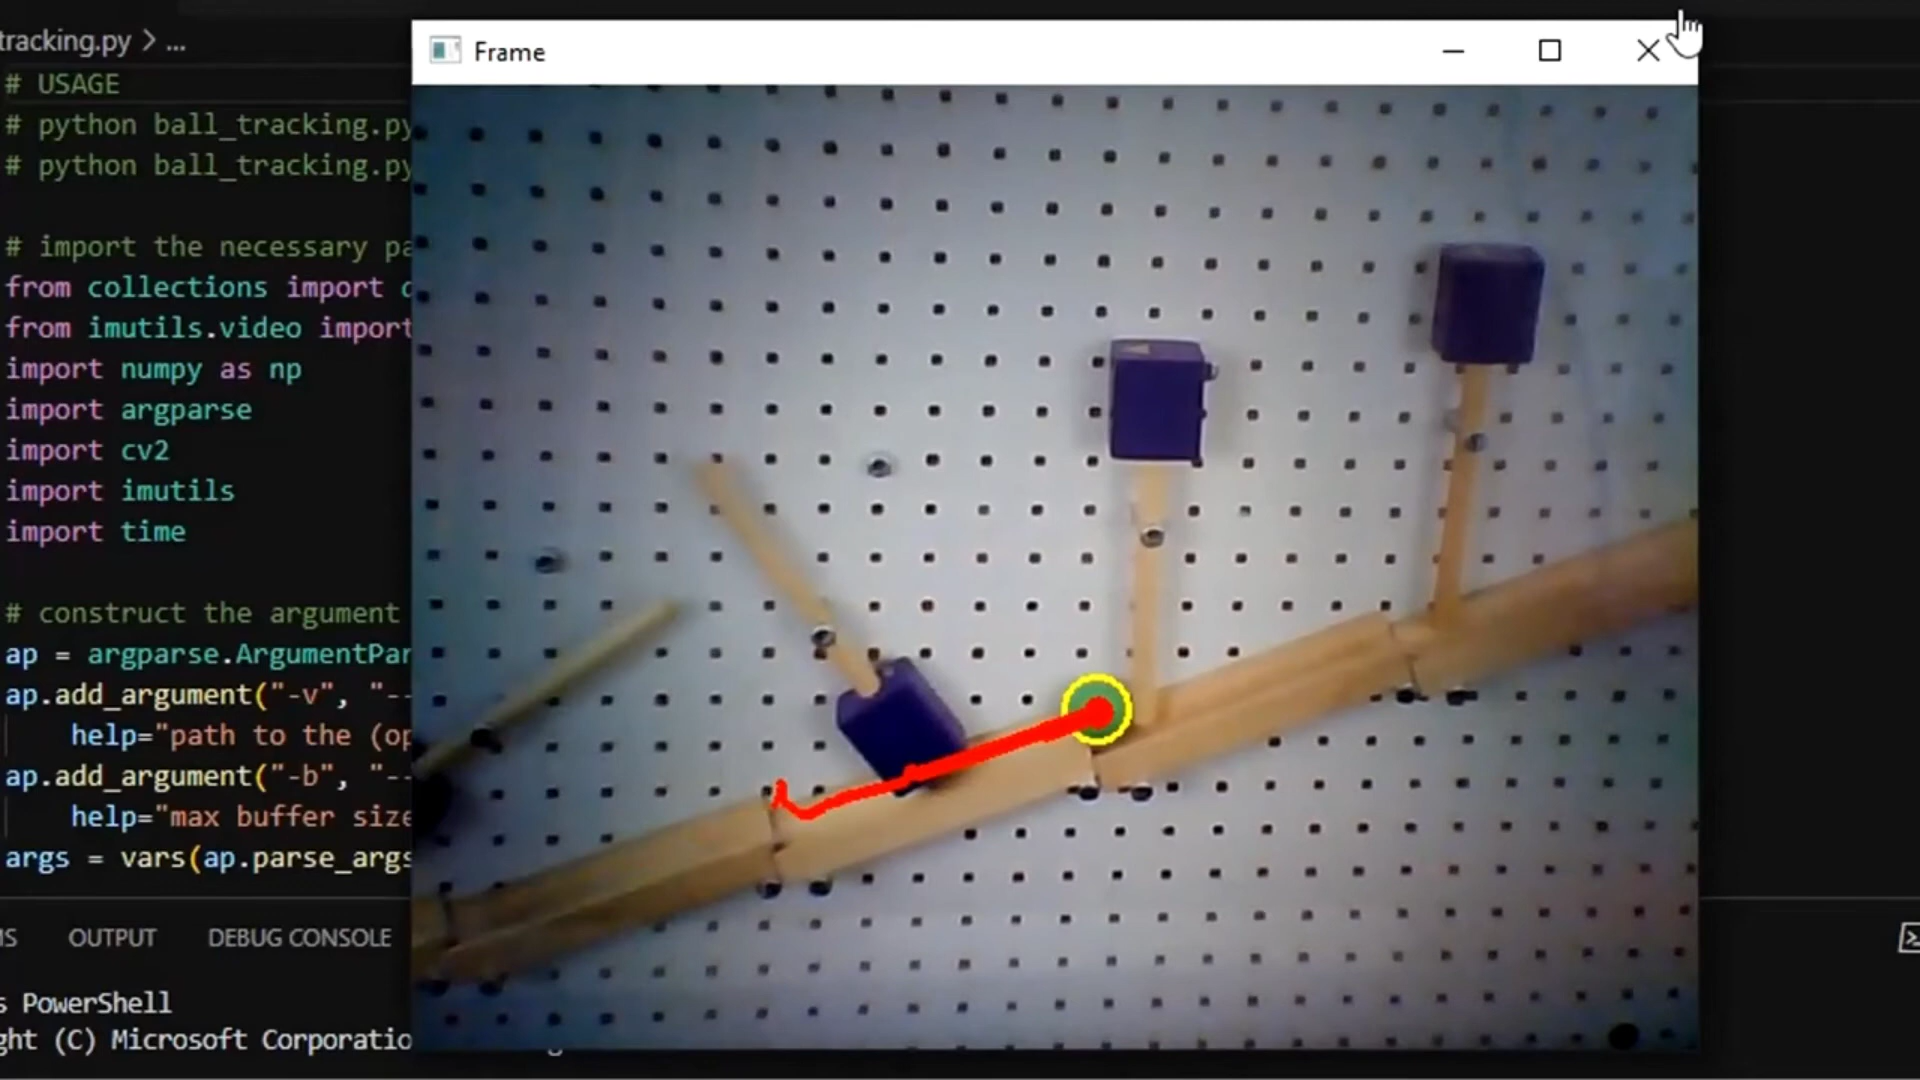 tracking.py > ...
Frame
# USAGE
# python ball_tracking.py
# python ball_tracking.py
# import the necessary pa
from collections import
from imutils.video import
import numpy as np
import argparse
import cv2
import imutils
import time
# construct the argument
ap = argparse.ArgumentPar
ap.add_argument("-v", "--
help="path to the (op
ap.add_argument("-b", "--
help="max buffer size
args = vars(ap.parse_args
MS OUTPUT DEBUG CONSOLE
s PowerShell
ght (C) Microsoft Corporatio